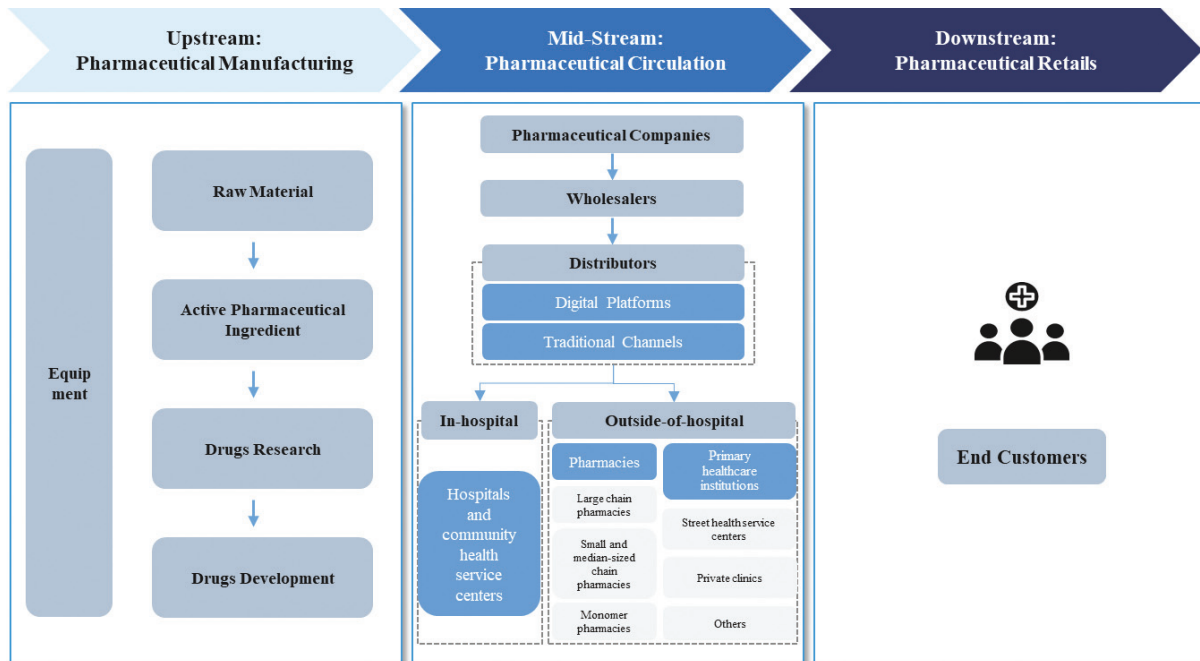 Upstream:
Pharmaceutical Manufacturing
Mid-Stream:
Pharmaceutical Circulation
Downstream:
Pharmaceutical Retails
Equip
ment
Raw Material
Active Pharmaceutical
Ingredient
Drugs Research
Drugs Development
Pharmaceutical Companies
Wholesalers
Distributors
Digital Platforms
Traditional Channels
In-hospital
Hospitals
and
community
health
service
centers
Outside-of-hospital
Pharmacies
Large chain
pharmacies
Small and
median-sized
chain
pharmacies
Monomer
pharmacies
Primary
healthcare
institutions
Street health service
centers
Private clinics
Others
End Customers